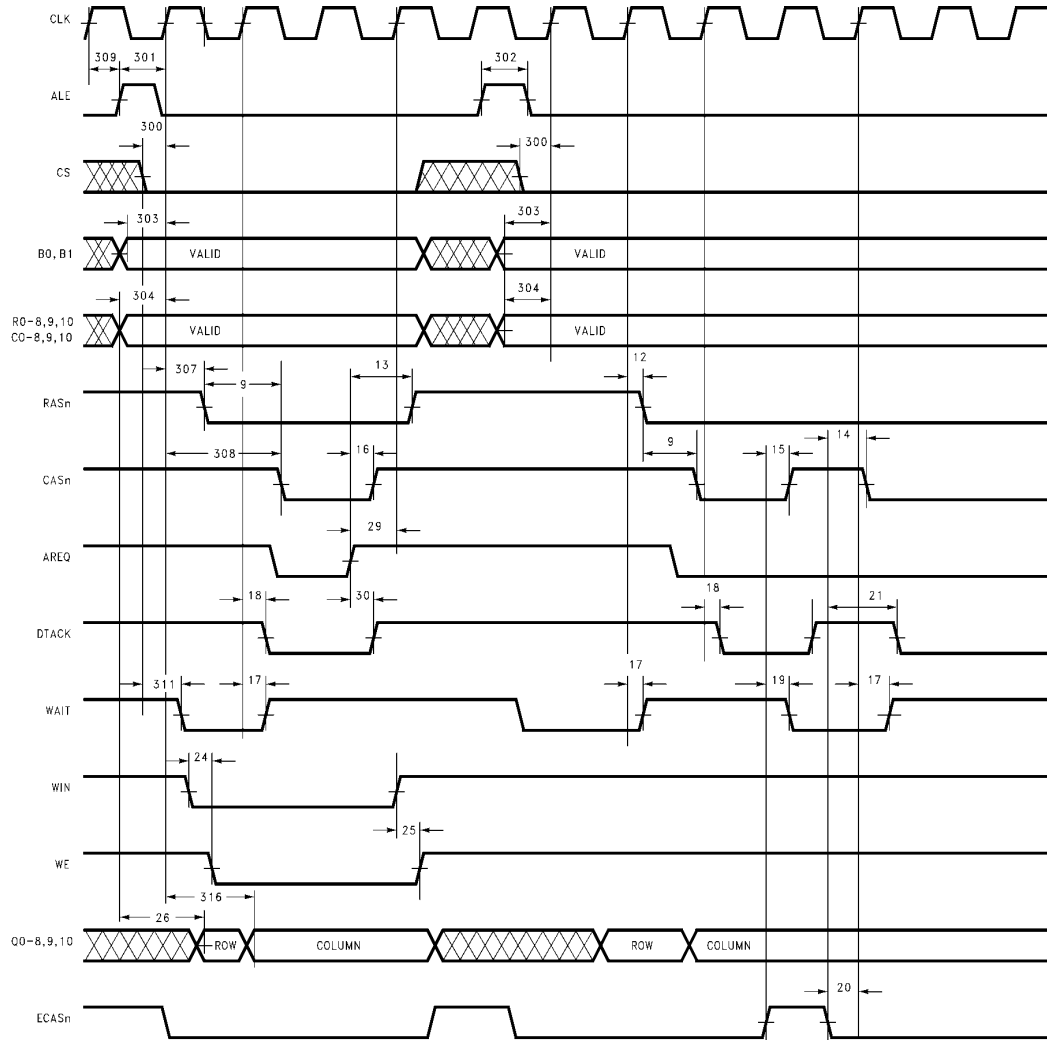 CLK
309 301 302
ALE
300 300
CS
303 303
B0,B1 VALID VALID
304 304
R0-8,9,10
C0-8,9,10 VALID VALID
307 13 12
9
RASn
308 16 9 15 14
CASn
29
AREQ
18 30 18 21
DTACK
311 17 17 19 17
WAIT
24
WIN
25
WE
316
26
Q0-8,9,10 ROW COLUMN ROW COLUMN
20
ECASn